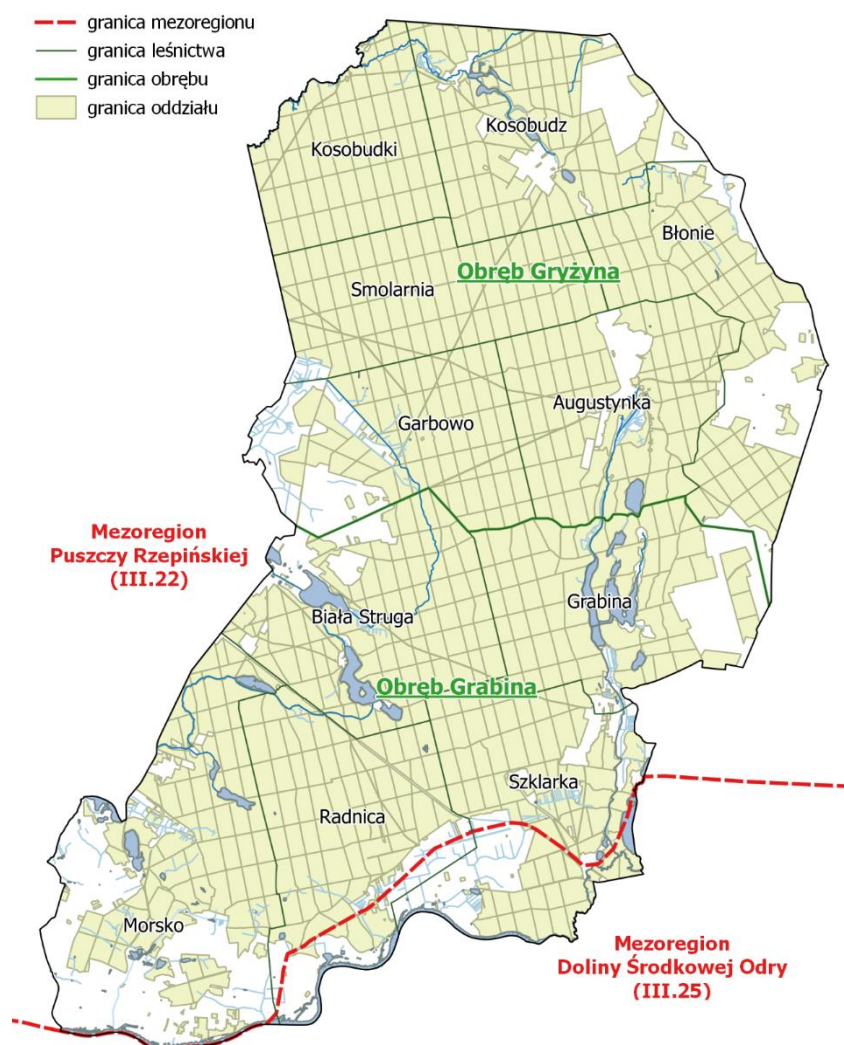 granica mezoregionu
granica leśnictwa
granica obrębu
granica oddziału
Kosobudz
Kosobudki
Błonie
Obręb Gryżyna
Smolarnia
Augustynka
Garbowo
Mezoregion
Puszczy Rzepińskiej
(III.22)
Grabina
Biała Struga
Obręb Grabina
Szklarka
Radnica
Morsko
Mezoregion
Doliny Środkowej Odry
(III.25)